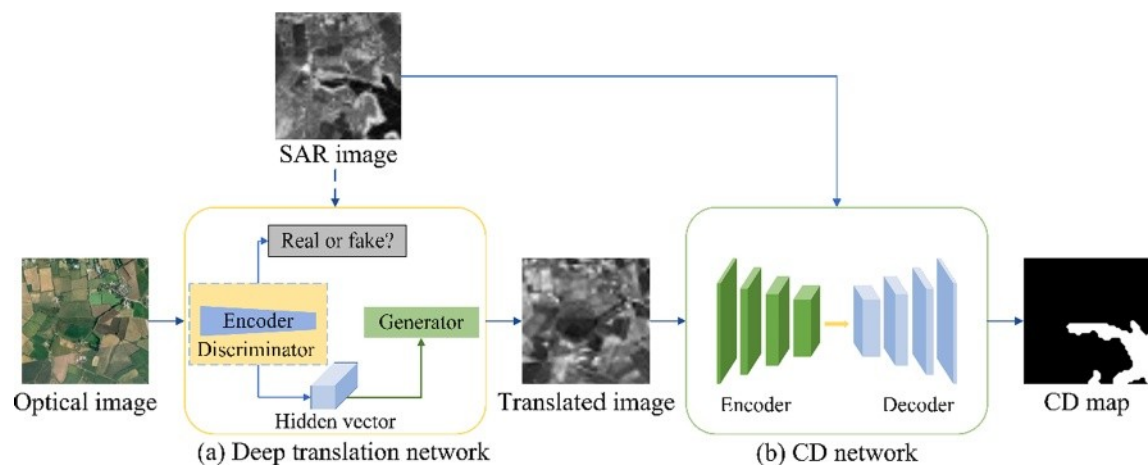 SAR image
Real or fake?
Encoder
Discriminator
Generator
Hidden vector
Optical image
Translated image
Encoder
Decoder
CD map
(a) Deep translation network
(b) CD network